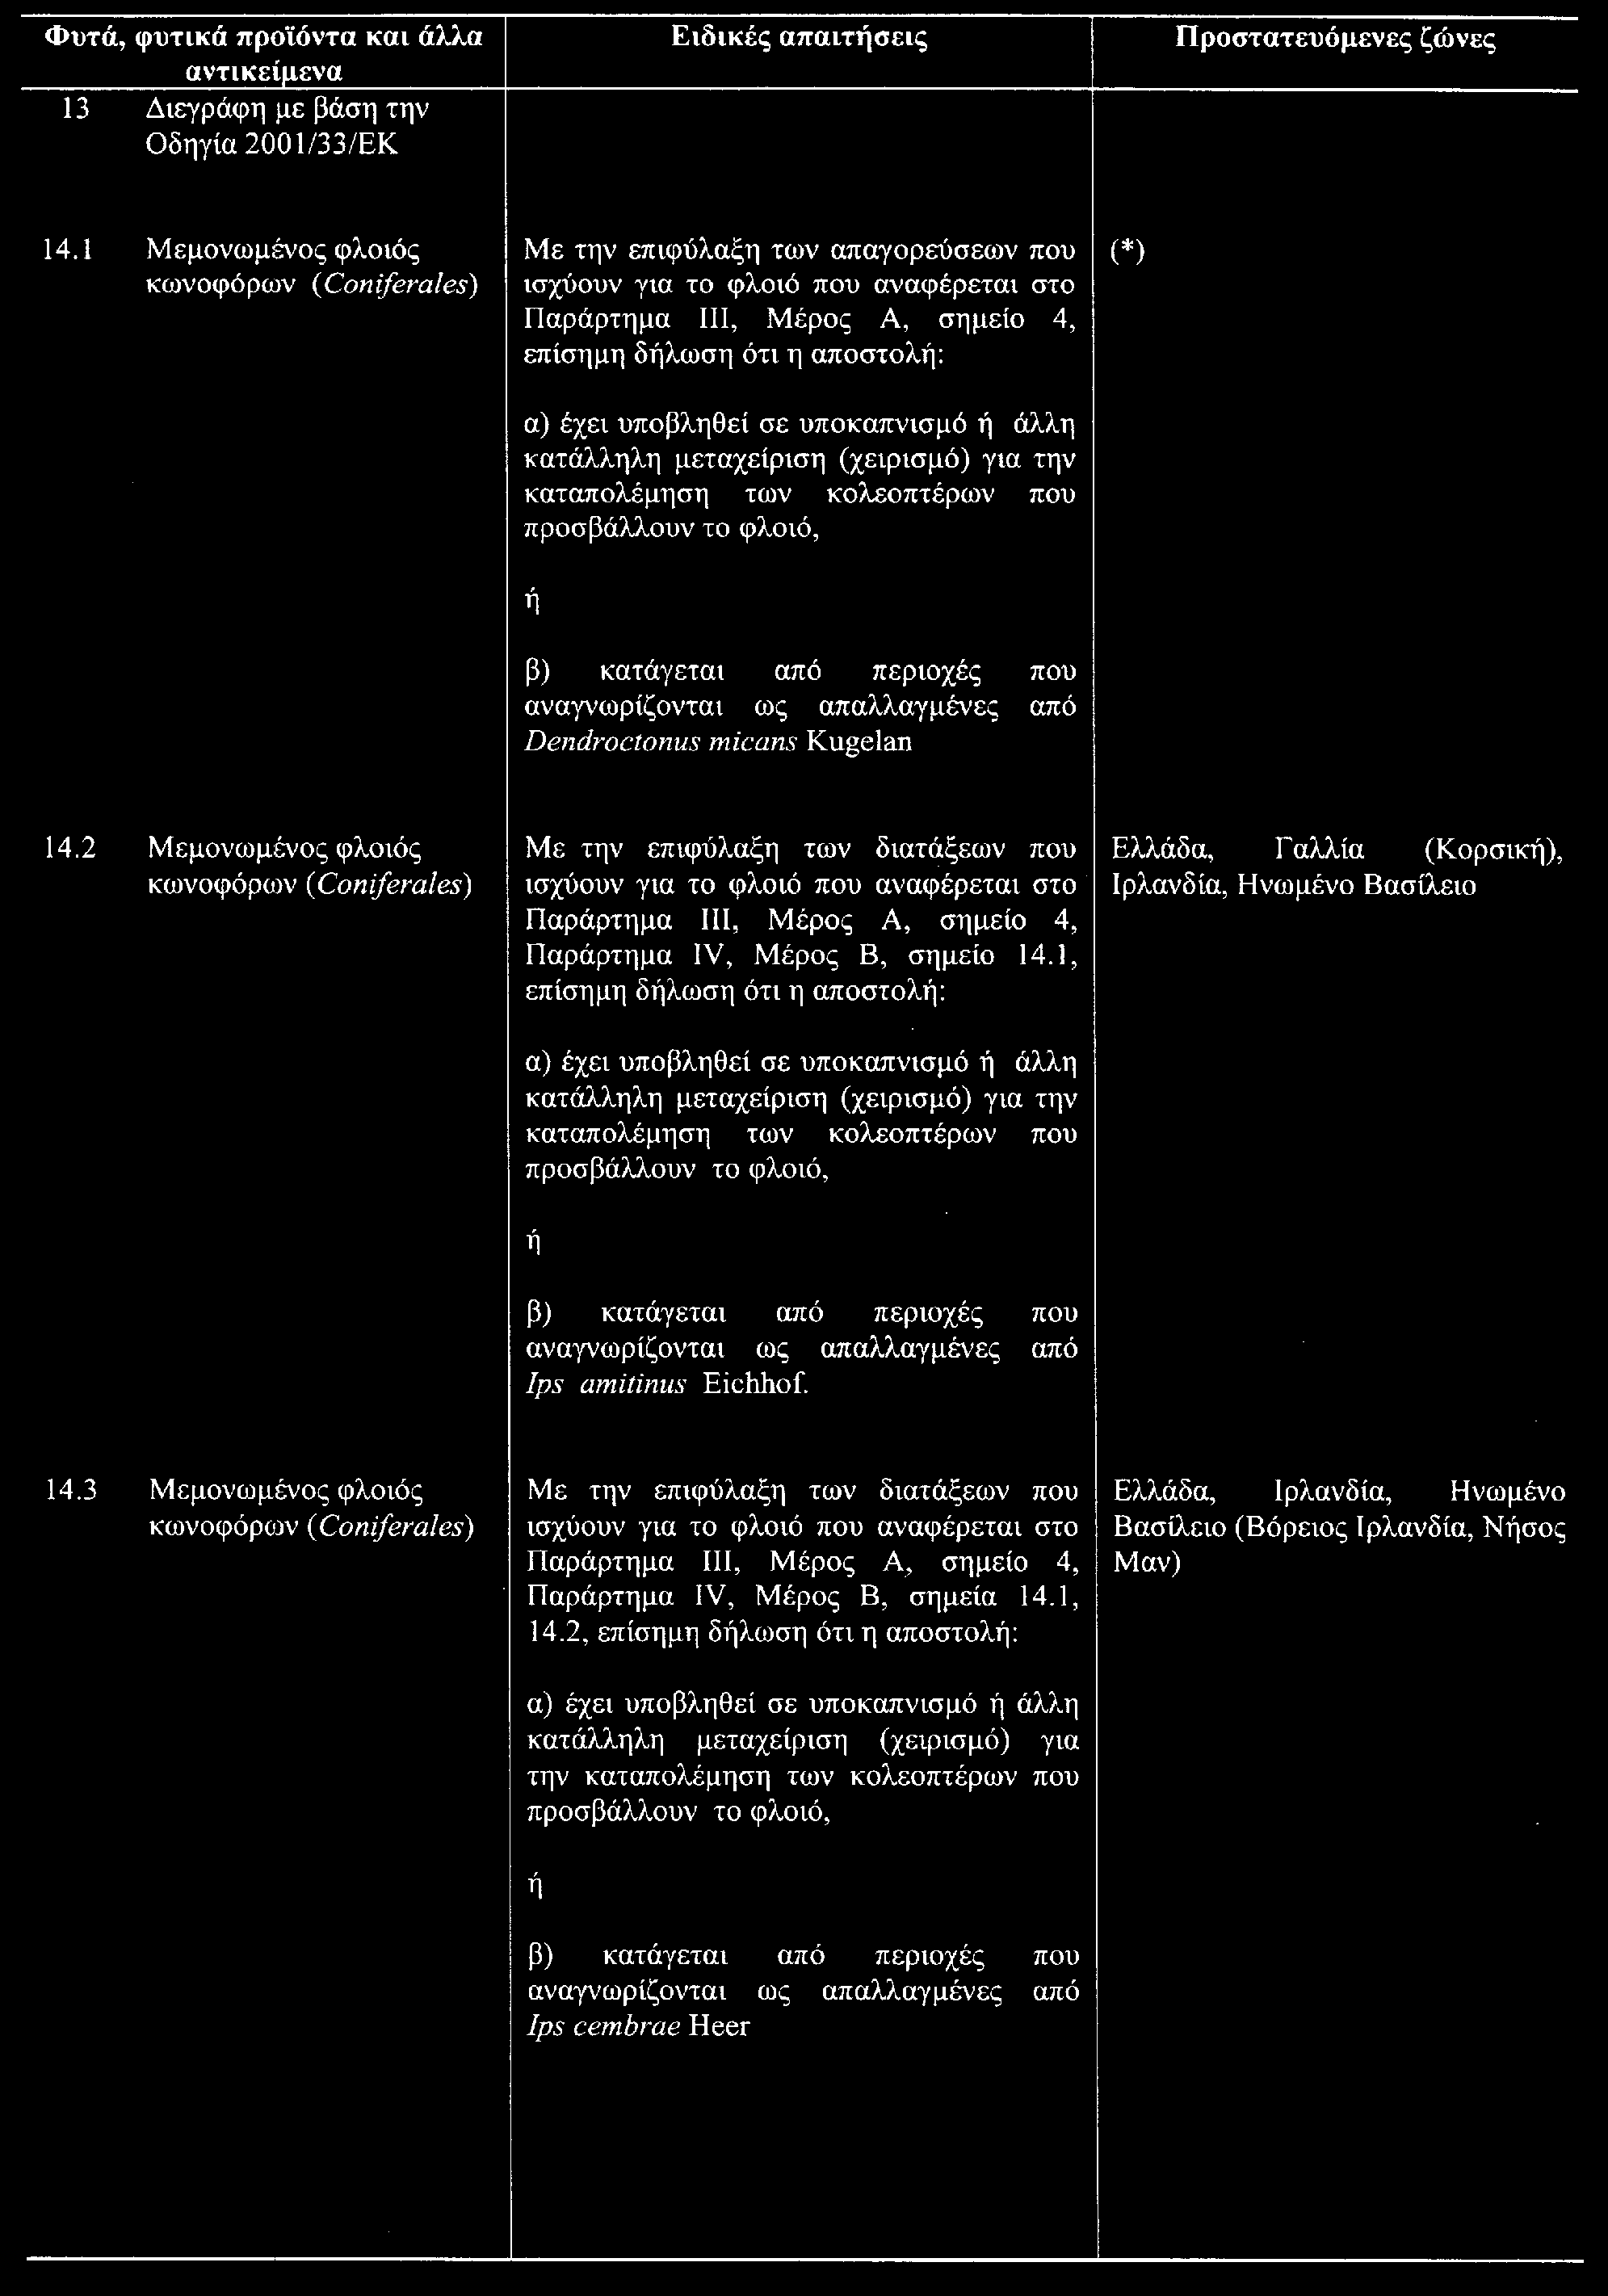 Φυτά, φυτικά προϊόντα και άλλα
αντικείμενα
Ειδικές απαιτήσεις
Προστατευόμενες ζώνες
13 Διεγράφη με βάση την
Οδηγία 2001/33/ΕΚ
14.1 Μεμονωμένος φλοιός
κωνοφόρων (Coniferales)
Με την επιφύλαξη των απαγορεύσεων που
ισχύουν για το φλοιό που αναφέρεται στο
Παράρτημα ΙΙΙ, Μέρος Α, σημείο 4,
επίσημη δήλωση ότι η αποστολή:
α) έχει υποβληθεί σε υποκαπνισμό ή άλλη
κατάλληλη μεταχείριση (χειρισμό) για την
καταπολέμηση των κολεοπτέρων που
προσβάλλουν το φλοιό,
ή
β) κατάγεται από περιοχές που
αναγνωρίζονται ως απαλλαγμένες από
Dendroctonus micans Kugelan
(*)
14.2 Μεμονωμένος φλοιός
κωνοφόρων (Coniferales)
Με την επιφύλαξη των διατάξεων που
ισχύουν για το φλοιό που αναφέρεται στο
Παράρτημα ΙΙΙ, Μέρος Α, σημείο 4,
Παράρτημα IV, Μέρος Β, σημείο 14.1,
επίσημη δήλωση ότι η αποστολή:
α) έχει υποβληθεί σε υποκαπνισμό ή άλλη
κατάλληλη μεταχείριση (χειρισμό) για την
καταπολέμηση των κολεοπτέρων που
προσβάλλουν το φλοιό,
ή
β) κατάγεται από περιοχές που
αναγνωρίζονται ως απαλλαγμένες από
Ips amitinus Eichhof.
Ελλάδα, Γαλλία (Κορσική),
Ιρλανδία, Ηνωμένο Βασίλειο
14.3 Μεμονωμένος φλοιός
κωνοφόρων (Coniferales)
Με την επιφύλαξη των διατάξεων που
ισχύουν για το φλοιό που αναφέρεται στο
Παράρτημα ΙΙΙ, Μέρος Α, σημείο 4,
Παράρτημα IV, Μέρος Β, σημεία 14.1,
14.2, επίσημη δήλωση ότι η αποστολή:
α) έχει υποβληθεί σε υποκαπνισμό ή άλλη
κατάλληλη μεταχείριση (χειρισμό) για
την καταπολέμηση των κολεοπτέρων που
προσβάλλουν το φλοιό,
ή
β) κατάγεται από περιοχές που
αναγνωρίζονται ως απαλλαγμένες από
Ips cembrae Heer
Ελλάδα, Ιρλανδία, Ηνωμένο
Βασίλειο (Βόρειος Ιρλανδία, Νήσος
Μαν)